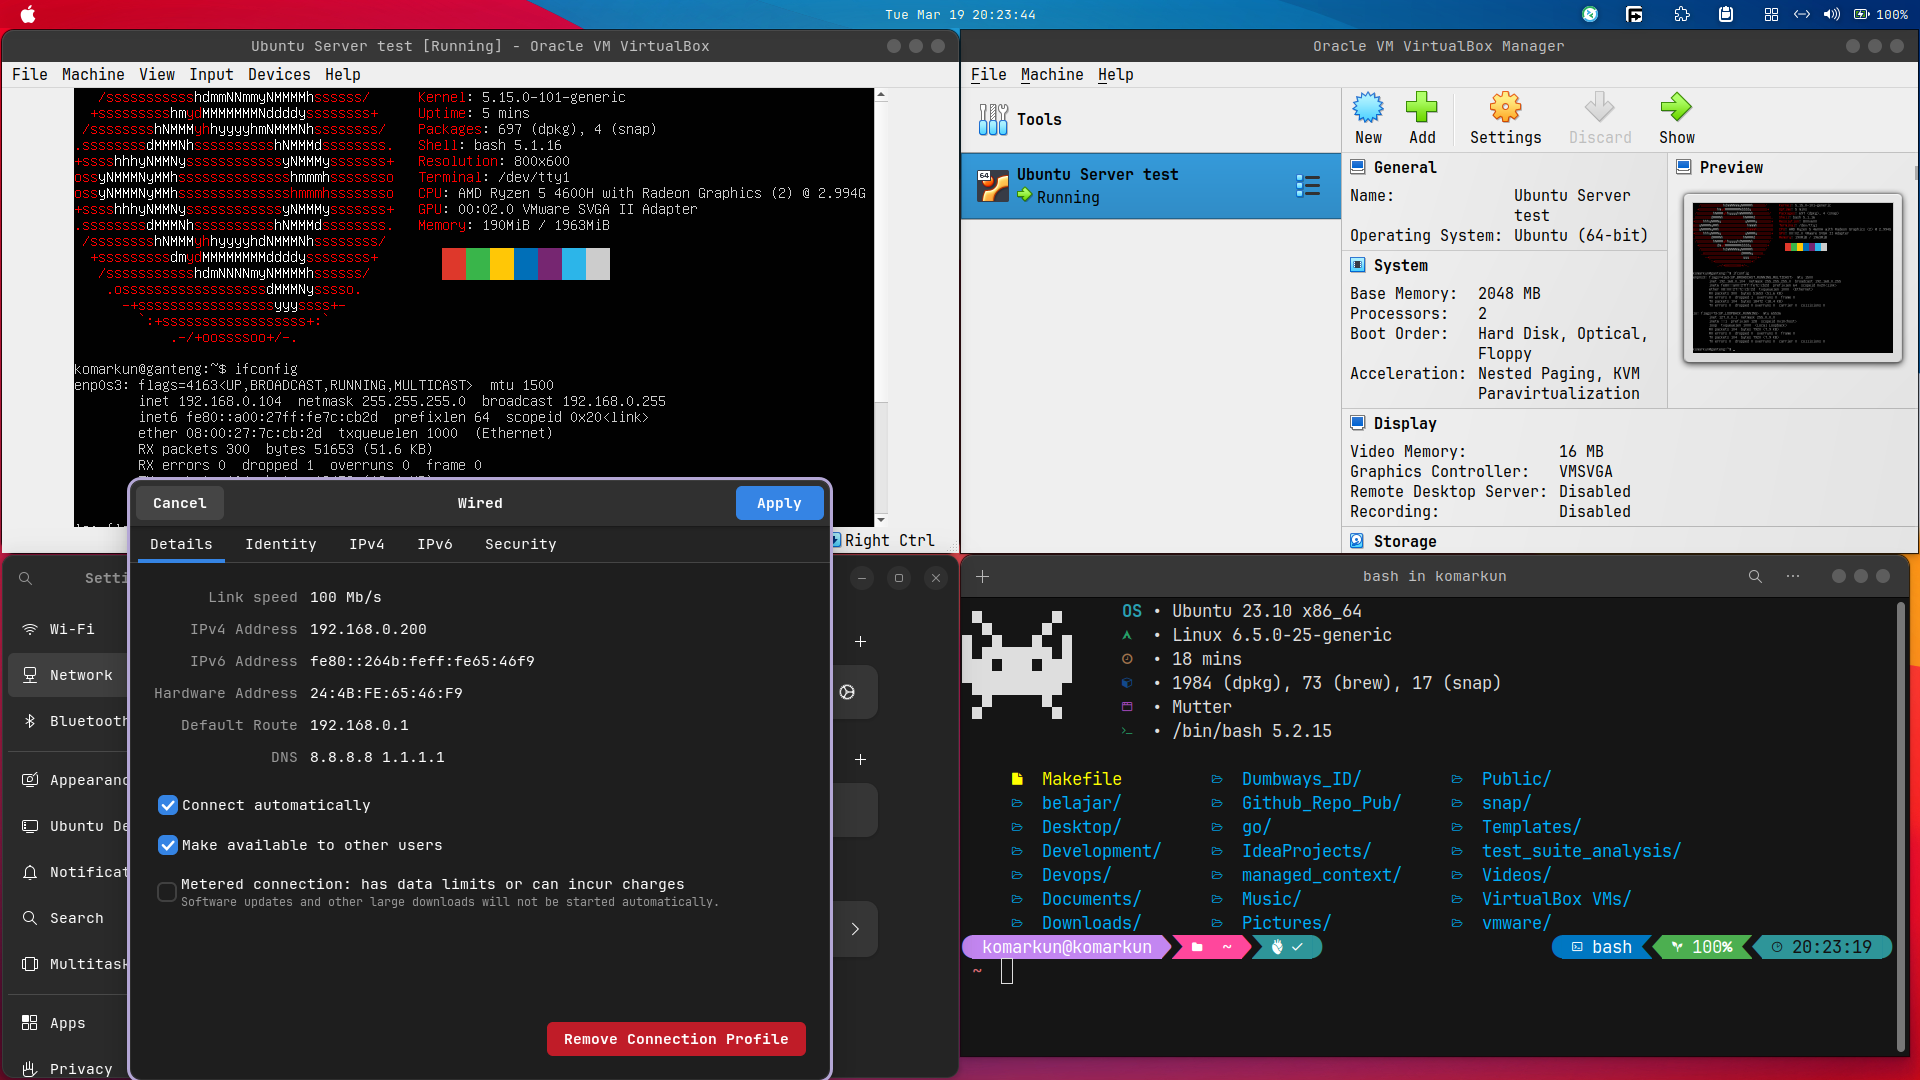 Tue Mar 19 20:23:44
100%
Ubuntu Server test [Running] - Oracle VM VirtualBox
File Machine View Input Devices Help
/ssssssssssshdmmNNmmyNMMMMhssssss/ Kernel: 5.15.0-101-generic
+sssssssssshmydMMMMMMMNddddyssssssss+ Uptime: 5 mins
/sssssssshNMMMyhhyyyyhmNMMMNhssssssss/ Packages: 697 (dpkg), 4 (snap)
.ssssssssdMMMNhsssssssssshNMMMdssssssss. Shell: bash 5.1.16
+sssshhhyNMMNyssssssssssssyNMMMysssssss+ Resolution: 800x600
ossyNMMMNyMMhsssssssssssssshmmmhssssssso Terminal: /dev/tty1
ossyNMMMNyMMhsssssssssssssshmmmhssssssso CPU: AMD Ryzen 5 4600H with Radeon Graphics (2) @ 2.994G
+sssshhhyNMMNyssssssssssssyNMMMysssssss+ GPU: 00:02.0 VMware SVGA II Adapter
.ssssssssdMMMNhsssssssssshNMMMdssssssss. Memory: 190MiB / 1963MiB
/sssssssshNMMMyhhyyyyhdNMMMNhssssssss/
+sssssssssdmydMMMMMMMMddddyssssssss+
/ssssssssssshdmNNNNmyNMMMMhssssss/
.ossssssssssssssssssdMMMNysssso.
-+sssssssssssssssssyyyssss+-
`:+ssssssssssssssssss+:`
.-/+oossssoo+/-.
komarkun@ganteng:~$ ifconfig
enp0s3: flags=4163<UP,BROADCAST,RUNNING,MULTICAST> mtu 1500
inet 192.168.0.104 netmask 255.255.255.0 broadcast 192.168.0.255
inet6 fe80::a00:27ff:fe7c:cb2d prefixlen 64 scopeid 0x20<link>
ether 08:00:27:7c:cb:2d txqueuelen 1000 (Ethernet)
RX packets 300 bytes 51653 (51.6 KB)
RX errors 0 dropped 1 overruns 0 frame 0
Right Ctrl
Oracle VM VirtualBox Manager
File Machine Help
Tools
64
Ubuntu Server test
Running
New Add Settings Discard Show
General
Name: Ubuntu Server
test
Operating System: Ubuntu (64-bit)
System
Base Memory: 2048 MB
Processors: 2
Boot Order: Hard Disk, Optical,
Floppy
Acceleration: Nested Paging, KVM
Paravirtualization
Preview
Display
Video Memory: 16 MB
Graphics Controller: VMSVGA
Remote Desktop Server: Disabled
Recording: Disabled
Storage
Setti
Wi-Fi
Network
Bluetooth
Appearanc
Ubuntu De
Notificat
Search
Multitask
Apps
Privacy
Cancel
Wired
Apply
Details Identity IPv4 IPv6 Security
Link speed 100 Mb/s
IPv4 Address 192.168.0.200
IPv6 Address fe80::264b:feff:fe65:46f9
Hardware Address 24:4B:FE:65:46:F9
Default Route 192.168.0.1
DNS 8.8.8.8 1.1.1.1
Connect automatically
Make available to other users
Metered connection: has data limits or can incur charges
Software updates and other large downloads will not be started automatically.
Remove Connection Profile
bash in komarkun
OS • Ubuntu 23.10 x86_64
• Linux 6.5.0-25-generic
• 18 mins
• 1984 (dpkg), 73 (brew), 17 (snap)
• Mutter
• /bin/bash 5.2.15
Makefile Dumbways_ID/ Public/
belajar/ Github_Repo_Pub/ snap/
Desktop/ go/ Templates/
Development/ IdeaProjects/ test_suite_analysis/
Devops/ managed_context/ Videos/
Documents/ Music/ VirtualBox VMs/
Downloads/ Pictures/ vmware/
komarkun@komarkun ~ bash 100% 20:23:19
~